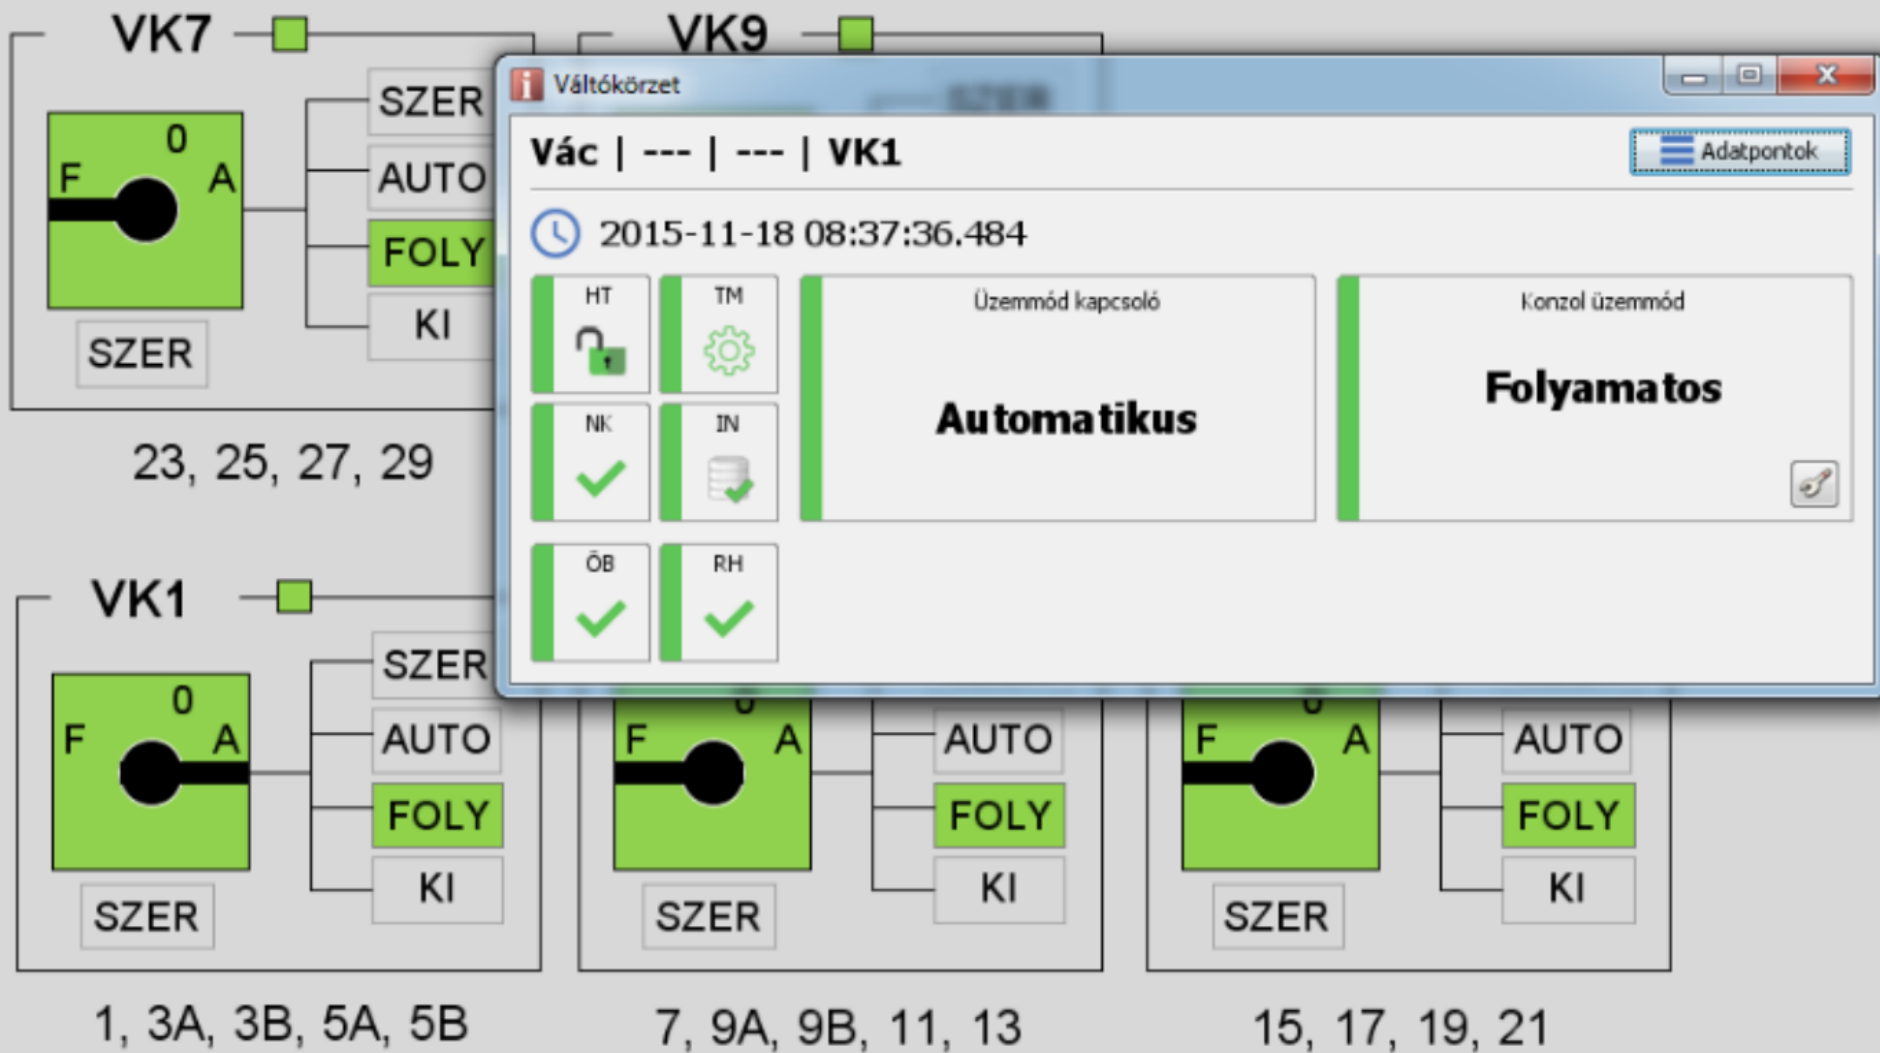 VK7
VK9
SZER
0
F
A
AUTO
FOLY
KI
SZER
23, 25, 27, 29
Váltókörzet
Vác | --- | --- | VK1
Adatpontok
2015-11-18 08:37:36.484
HT
TM
Üzemmód kapcsoló
Konzol üzemmód
Automatikus
Folyamatos
NK
IN
ÖB
RH
VK1
SZER
0
F
A
AUTO
FOLY
KI
SZER
1, 3A, 3B, 5A, 5B
F
A
AUTO
FOLY
KI
SZER
7, 9A, 9B, 11, 13
F
A
AUTO
FOLY
KI
SZER
15, 17, 19, 21